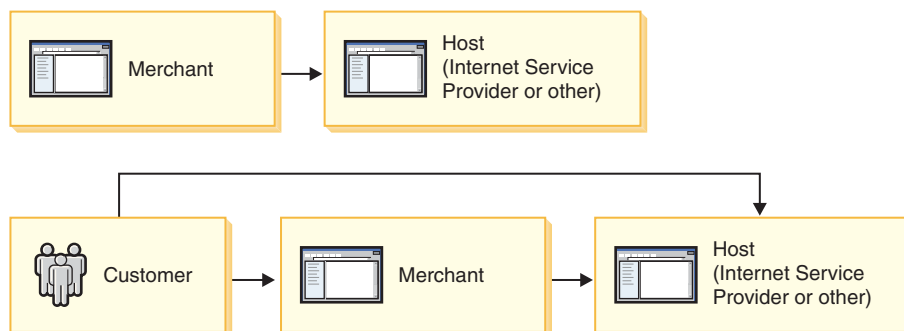 Merchant
Host
(Internet Service
Provider or other)
Customer
Merchant
Host
(Internet Service
Provider or other)